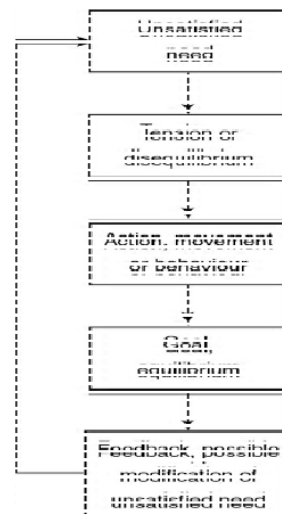 Unsatisfied
need
Tension or
disequilibrium
Action, movement
or behaviour
Goal,
equilibrium
Feedback, possible
modification of
unsatisfied need